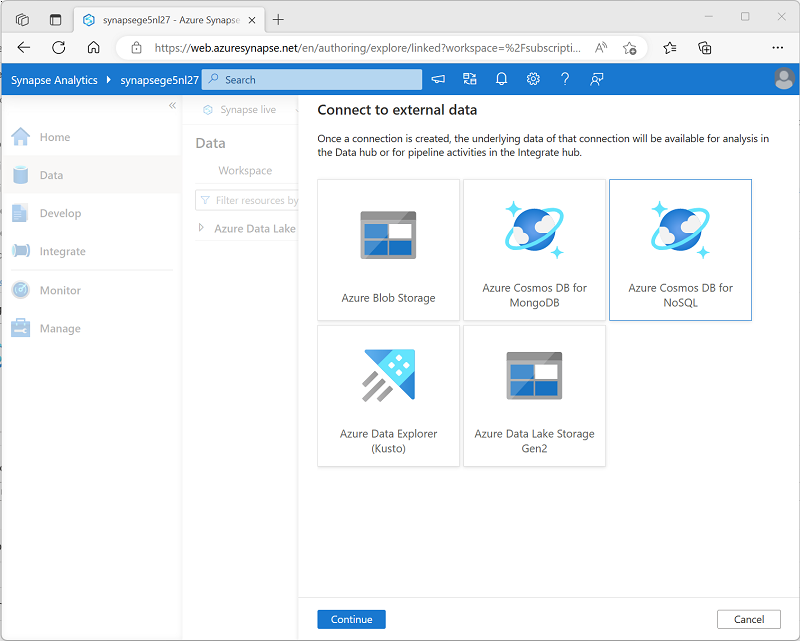 synapsege5nl27 - Azure Synapse
https://web.azuresynapse.net/en/authoring/explore/linked?workspace=%2Fsubscripti...
Synapse Analytics
synapsege5nl27
Search
Synapse live
Home
Data
Develop
Integrate
Monitor
Manage
Data
Workspace
Filter resources by
Azure Data Lake
Connect to external data
Once a connection is created, the underlying data of that connection will be available for analysis in
the Data hub or for pipeline activities in the Integrate hub.
Azure Blob Storage
Azure Cosmos DB for
MongoDB
Azure Cosmos DB for
NoSQL
Azure Data Explorer
(Kusto)
Azure Data Lake Storage
Gen2
Continue
Cancel